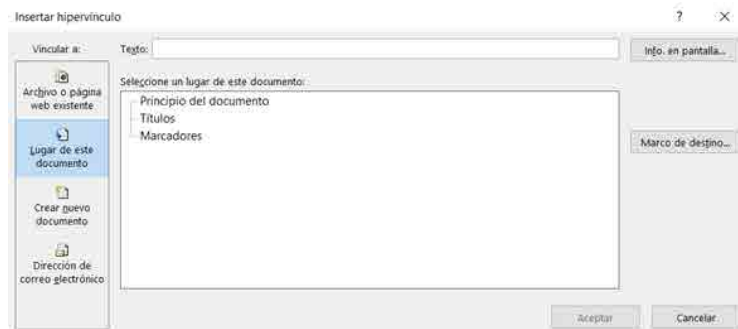 Insertar hipervínculo
?
Vincular a:
Texto:
Info. en pantalla...
Archivo o página
web existente
Lugar de este
documento
Crear nuevo
documento
Dirección de
correo electrónico
Seleccione un lugar de este documento:
Principio del documento
Títulos
Marcadores
Marco de destino...
Aceptar
Cancelar